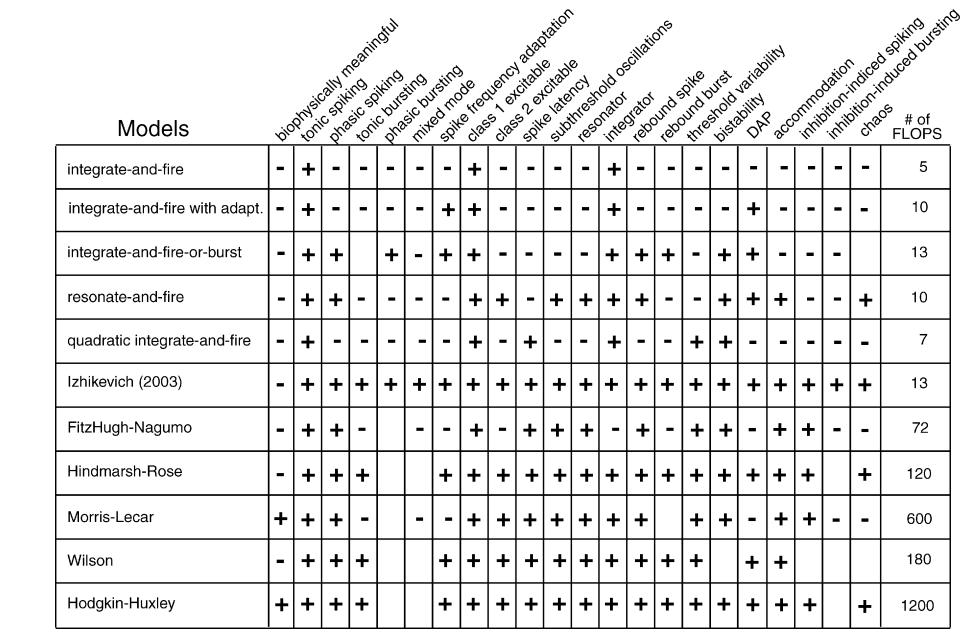 Models biophysically meaningful tonic spiking phasic spiking tonic bursting phasic bursting mixed mode spike frequency adaptation class 1 excitable class 2 excitable spike latency subthreshold oscillations resonator integrator rebound spike rebound burst threshold variability bistability DAP accommodation inhibition-indiced spiking inhibition-induced bursting chaos # of FLOPS
integrate-and-fire - + - - - - - + - - - - + - - - - - - - - - 5
integrate-and-fire with adapt. - + - - - - + + - - - - + - - - - + - - - - 10
integrate-and-fire-or-burst - + + + - + + - - - - + + + - + + - - - 13
resonate-and-fire - + + - - - - + + - + + + + - - + + + - - + 10
quadratic integrate-and-fire - + - - - - - + - + - - + - - + + - - - - - 7
Izhikevich (2003) - + + + + + + + + + + + + + + + + + + + + + 13
FitzHugh-Nagumo - + + - - - + - + + + - + - + + - + + - - 72
Hindmarsh-Rose - + + + + + + + + + + + + + + + + + + 120
Morris-Lecar + + + - - - + + + + + + + + + - + + - - 600
Wilson - + + + + + + + + + + + + + + + 180
Hodgkin-Huxley + + + + + + + + + + + + + + + + + + + 1200